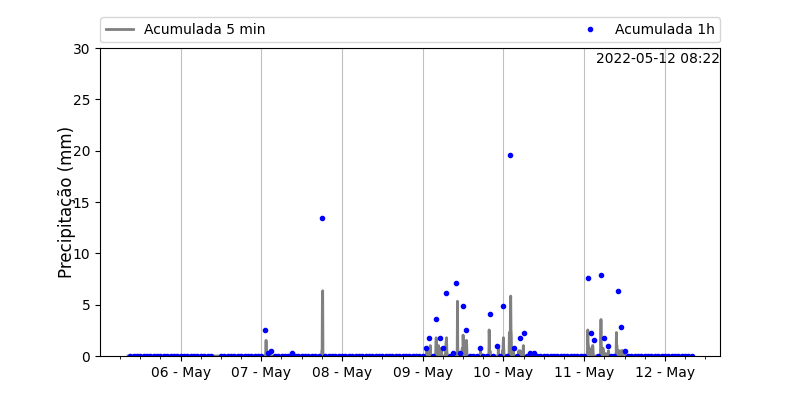 Acumulada 5 min
Acumulada 1h
2022-05-12 08:22
Precipitação (mm)
30
25
20
15
10
5
0
06 - May
07 - May
08 - May
09 - May
10 - May
11 - May
12 - May